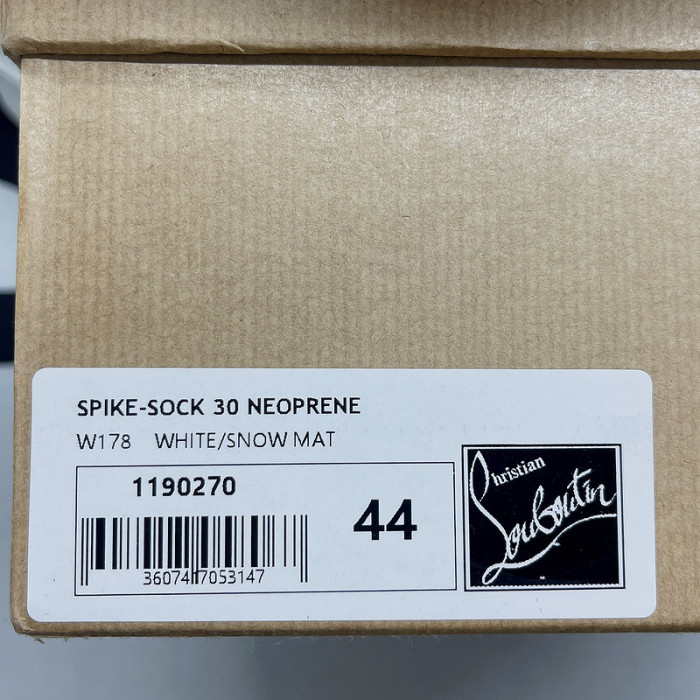 SPIKE-SOCK 30 NEOPRENE
W178 WHITE/SNOW MAT
1190270
44
3607417053147
Christian
Louboutin